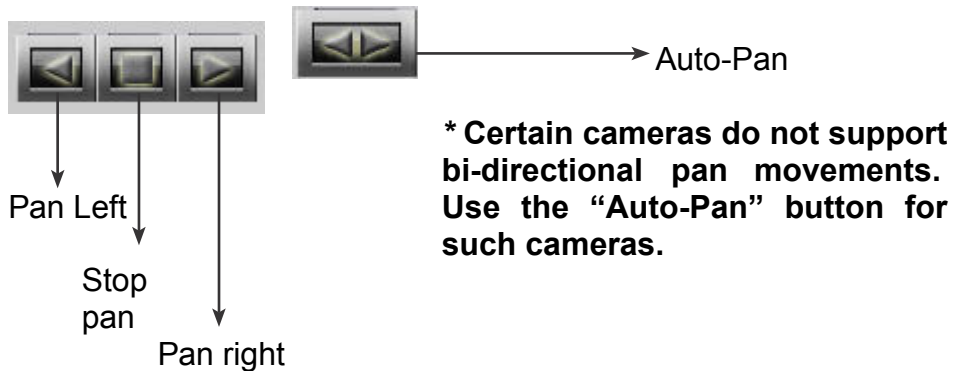 Auto-Pan
* Certain cameras do not support
bi-directional pan movements.
Use the “Auto-Pan” button for
such cameras.
Pan Left
Stop
pan
Pan right